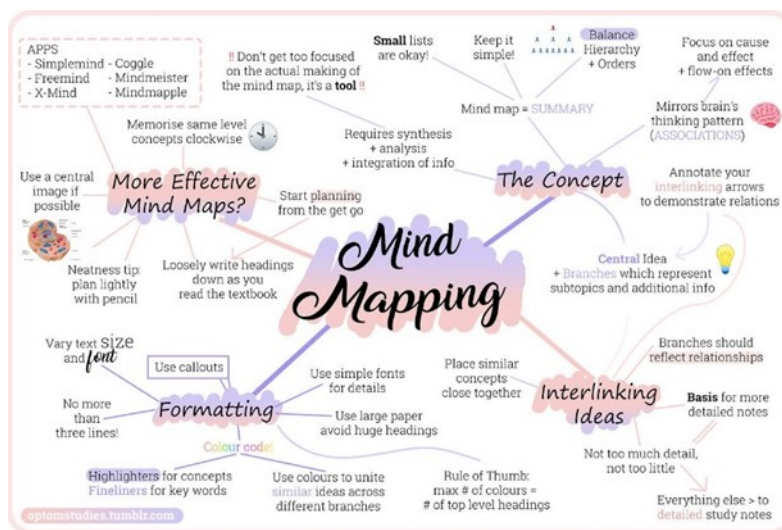 APPS
- Simplemind - Coggle
- Freemind - Mindmeister
- X-Mind - Mindmapple
!! Don't get too focused
on the actual making of
the mind map, it's a tool !!
Small lists
are okay!
Keep it
simple!
Balance
Hierarchy
+ Orders
Focus on cause
and effect
+ flow-on effects
Memorise same level
concepts clockwise
Mind map = SUMMARY
Mirrors brain's
thinking pattern
(ASSOCIATIONS)
Requires synthesis
+ analysis
+ integration of info
Use a central
image if
possible
More Effective
Mind Maps?
Start planning
from the get go
The Concept
Annotate your
interlinking arrows
to demonstrate relations
Neatness tip:
plan lightly
with pencil
Loosely write headings
down as you
read the textbook
Mind
Mapping
Central Idea
+ Branches which represent
subtopics and additional info
Vary text size
and font
Use callouts
Use simple fonts
for details
Place similar
concepts
close together
Branches should
reflect relationships
No more
than
three lines!
Formatting
Use large paper
avoid huge headings
Interlinking
Ideas
Basis for more
detailed notes
Colour code!
Not too much detail,
not too little
Highlighters for concepts
Fineliners for key words
Use colours to unite
similar ideas across
different branches
Rule of Thumb:
max # of colours =
# of top level headings
Everything else > to
detailed study notes
optomstudies.tumblr.com